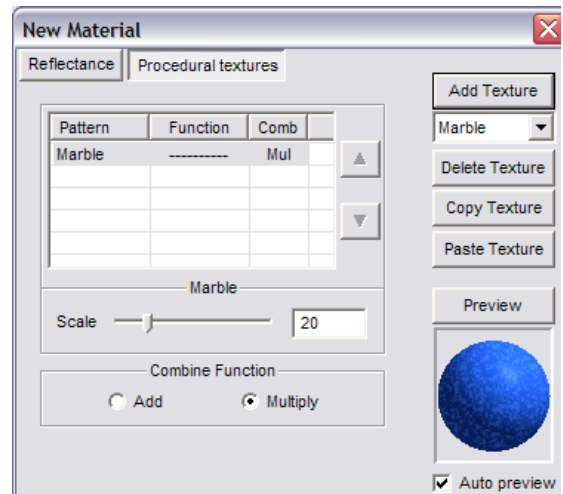 New Material
Reflectance
Procedural textures
Add Texture
Pattern Function Comb
Marble ---------- Mul
Marble
Delete Texture
Copy Texture
Paste Texture
Marble
Scale 20
Preview
Combine Function
Add Multiply
Auto preview